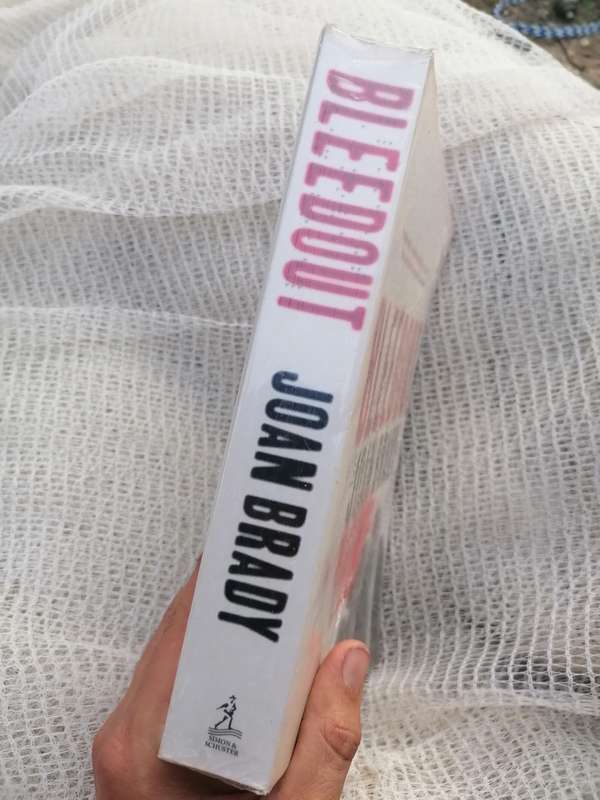 BLEEDOUT
JOAN BRADY
SIMON &
SCHUSTER